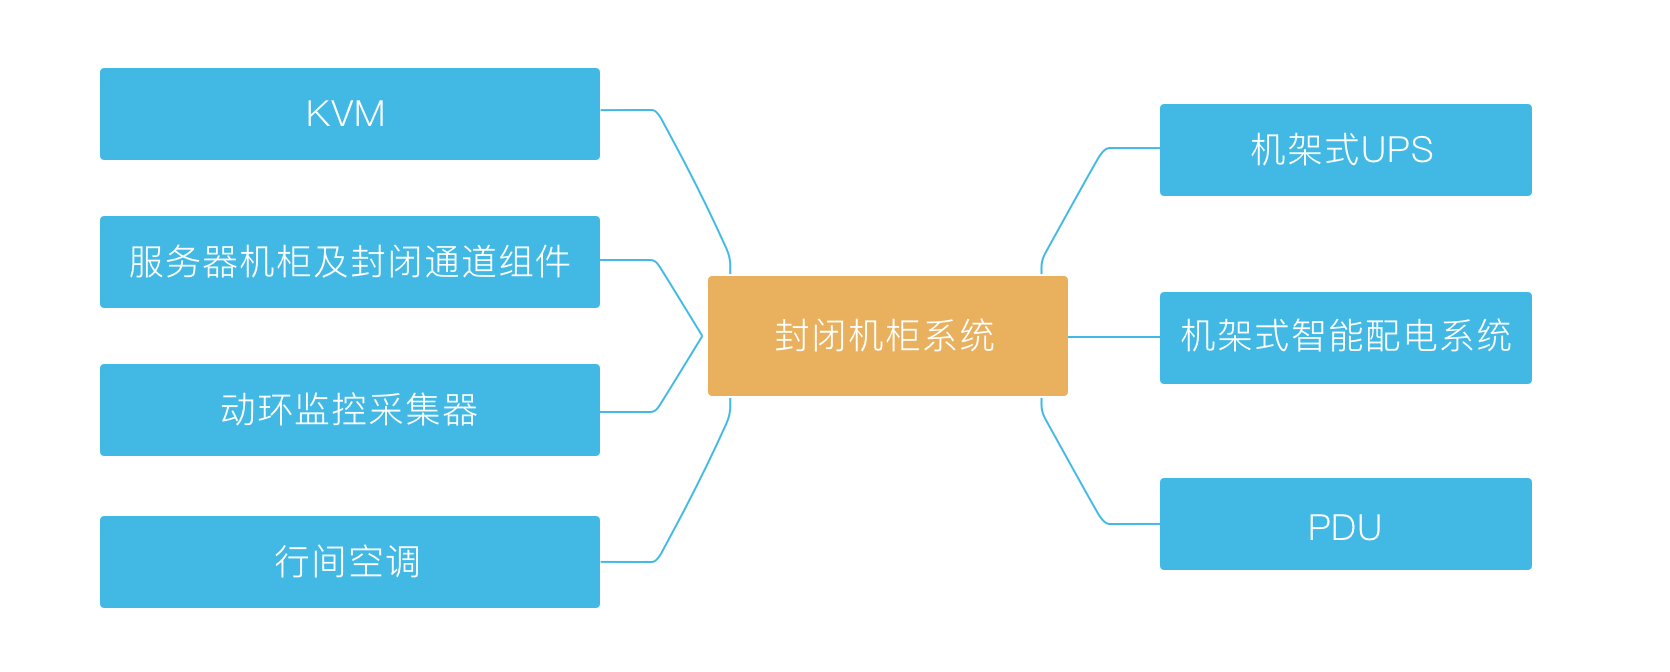 KVM
服务器机柜及封闭通道组件
动环监控采集器
行间空调
封闭机柜系统
机架式UPS
机架式智能配电系统
PDU